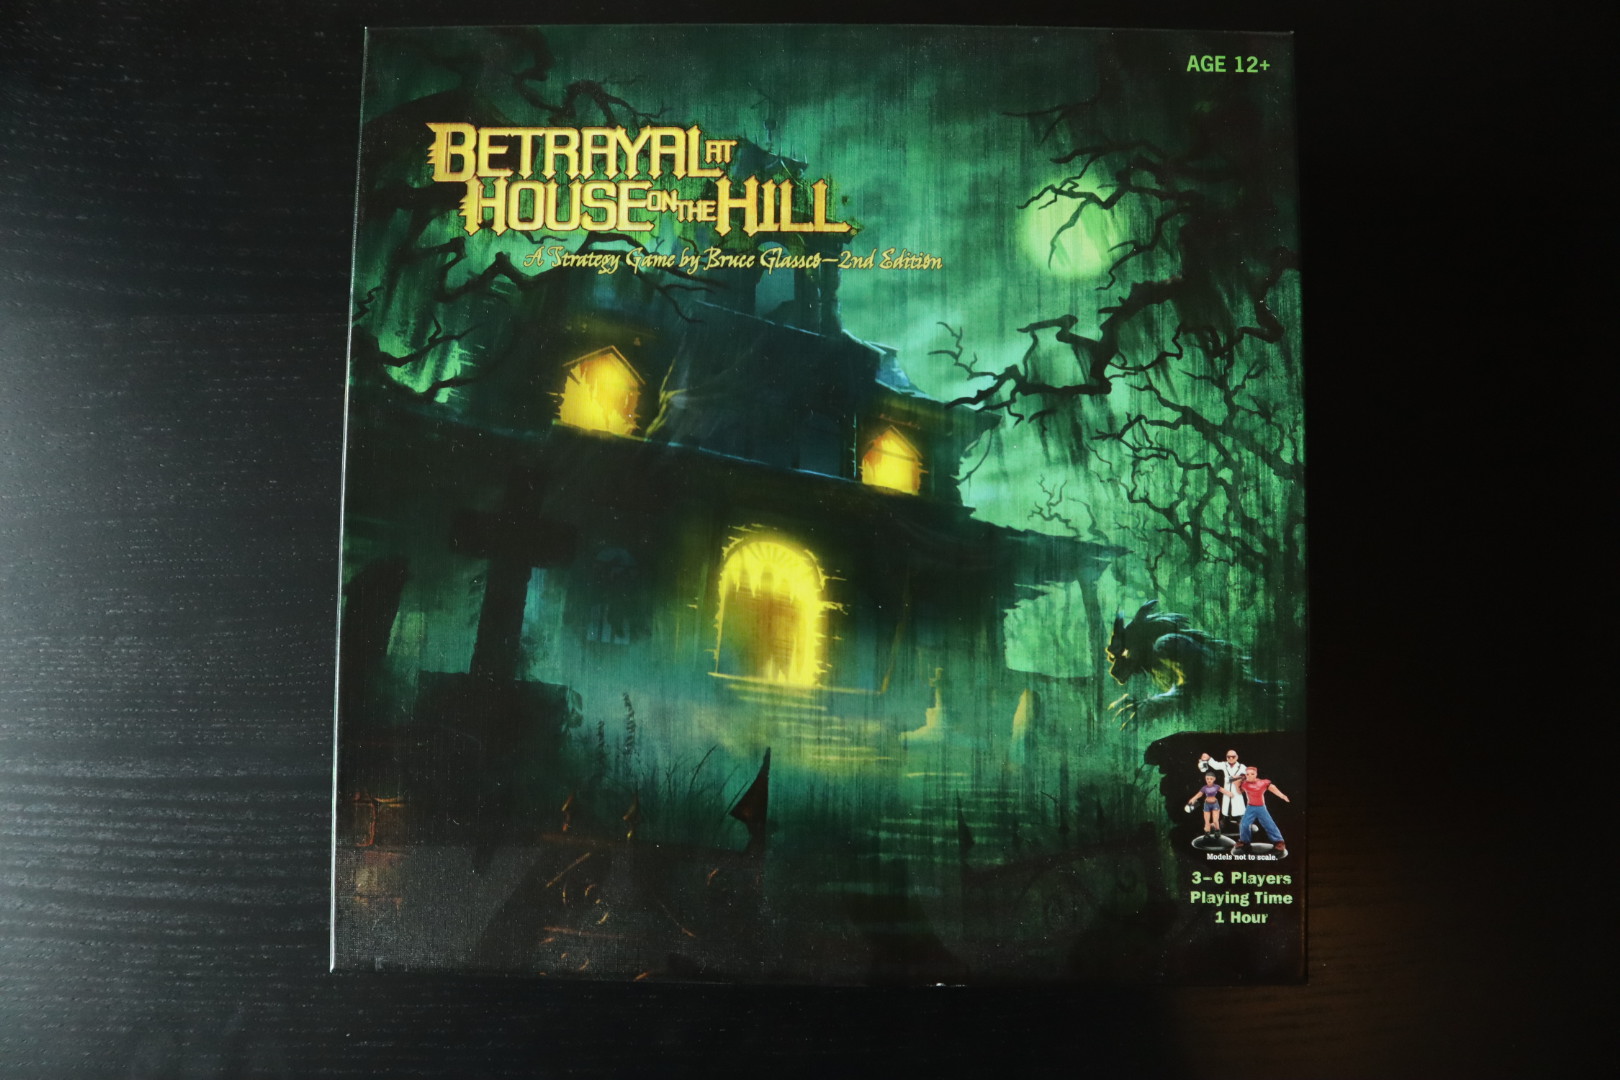 AGE 12+
BETRAYAL AT
HOUSE ON THE HILL
A Strategy Game by Bruce Glassco—2nd Edition
Models not to scale.
3-6 Players
Playing Time
1 Hour